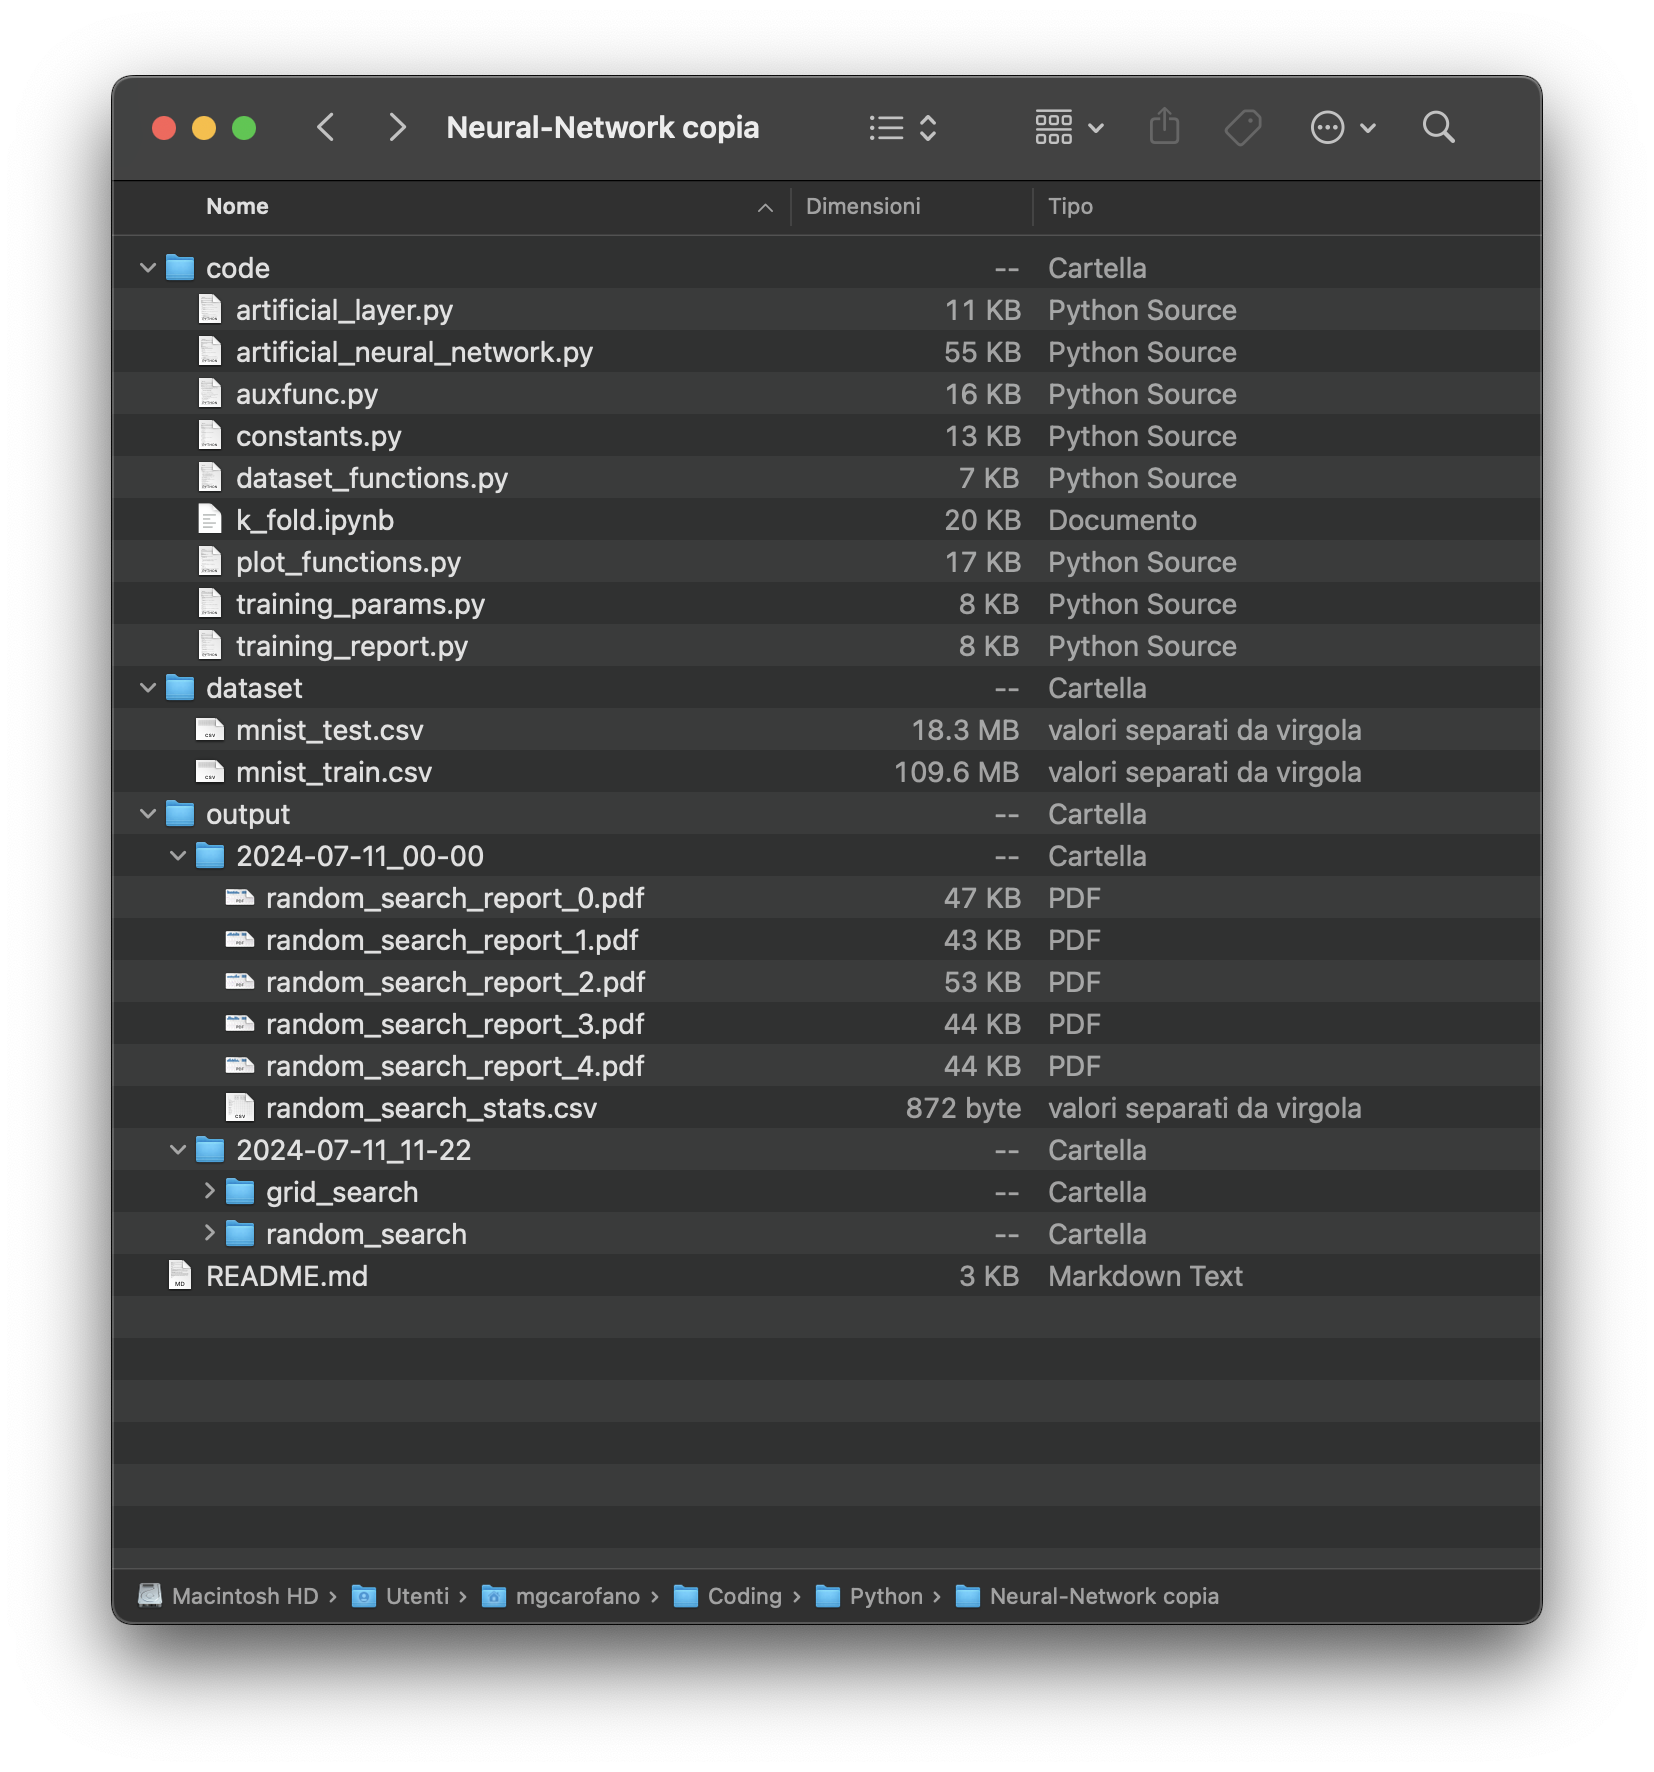 Neural-Network copia
Nome Dimensioni Tipo
code -- Cartella
artificial_layer.py 11 KB Python Source
artificial_neural_network.py 55 KB Python Source
auxfunc.py 16 KB Python Source
constants.py 13 KB Python Source
dataset_functions.py 7 KB Python Source
k_fold.ipynb 20 KB Documento
plot_functions.py 17 KB Python Source
training_params.py 8 KB Python Source
training_report.py 8 KB Python Source
dataset -- Cartella
mnist_test.csv 18.3 MB valori separati da virgola
mnist_train.csv 109.6 MB valori separati da virgola
output -- Cartella
2024-07-11_00-00 -- Cartella
random_search_report_0.pdf 47 KB PDF
random_search_report_1.pdf 43 KB PDF
random_search_report_2.pdf 53 KB PDF
random_search_report_3.pdf 44 KB PDF
random_search_report_4.pdf 44 KB PDF
random_search_stats.csv 872 byte valori separati da virgola
2024-07-11_11-22 -- Cartella
grid_search -- Cartella
random_search -- Cartella
README.md 3 KB Markdown Text
Macintosh HD › Utenti › mgcarofano › Coding › Python › Neural-Network copia